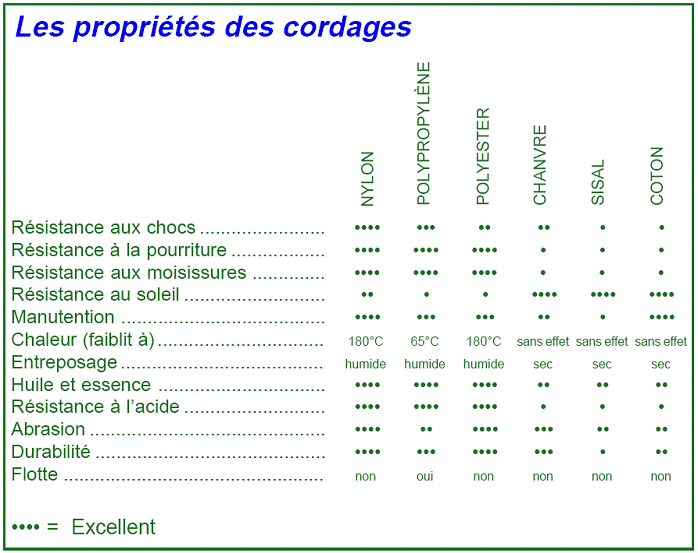 Les propriétés des cordages
NYLON POLYPROPYLÈNE POLYESTER CHANVRE SISAL COTON
Résistance aux chocs ........................ •••• ••• •• •• • •
Résistance à la pourriture .................. •••• •••• •••• • • •
Résistance aux moisissures .............. •••• •••• •••• • • •
Résistance au soleil ........................... •• • • •••• •••• ••••
Manutention ....................................... •••• ••• ••• •• • ••••
Chaleur (faiblit à)................................ 180°C 65°C 180°C sans effet sans effet sans effet
Entreposage ....................................... humide humide humide sec sec sec
Huile et essence ................................ •••• •••• •••• •• •• ••
Résistance à l'acide ........................... •••• •••• •••• • • •
Abrasion ............................................. •••• •• •••• ••• •• ••
Durabilité ............................................ •••• ••• •••• ••• • ••
Flotte .................................................. non oui non non non non
•••• = Excellent